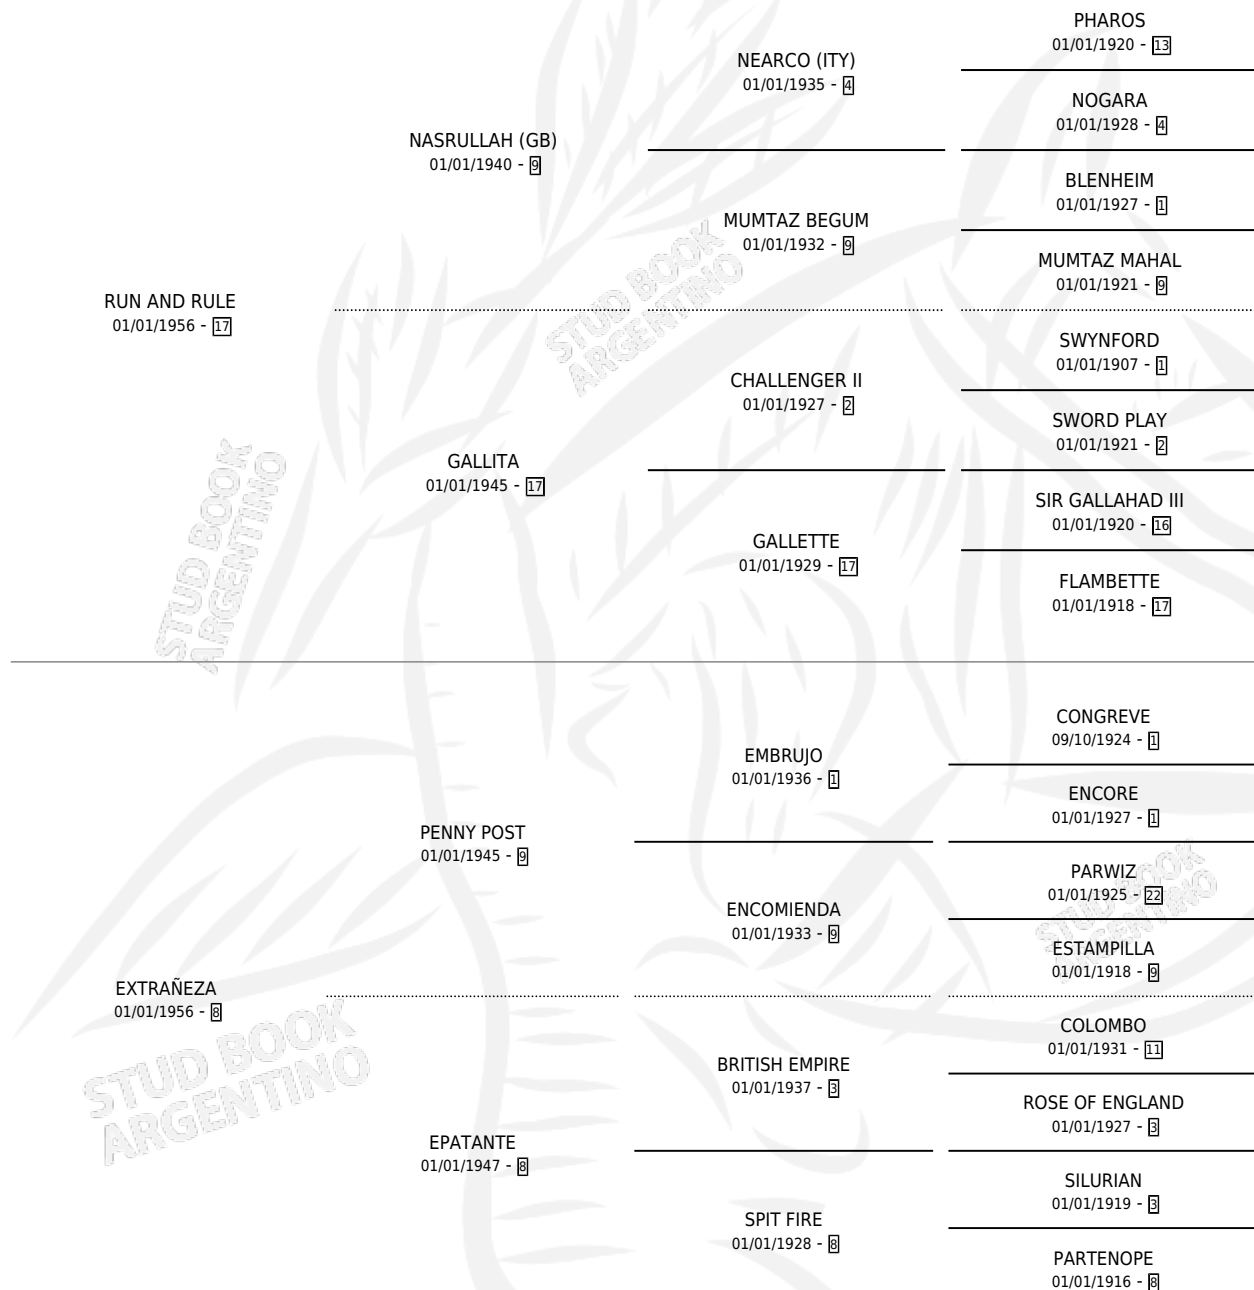 PHAROS
01/01/1920 - 13
NEARCO (ITY)
01/01/1935 - 4
NOGARA
01/01/1928 - 4
NASRULLAH (GB)
01/01/1940 - 9
BLENHEIM
01/01/1927 - 1
MUMTAZ BEGUM
01/01/1932 - 9
MUMTAZ MAHAL
01/01/1921 - 9
RUN AND RULE
01/01/1956 - 17
SWYNFORD
01/01/1907 - 1
CHALLENGER II
01/01/1927 - 2
SWORD PLAY
01/01/1921 - 2
GALLITA
01/01/1945 - 17
SIR GALLAHAD III
01/01/1920 - 16
GALLETTE
01/01/1929 - 17
FLAMBETTE
01/01/1918 - 17
CONGREVE
09/10/1924 - 1
EMBRUJO
01/01/1936 - 1
ENCORE
01/01/1927 - 1
PENNY POST
01/01/1945 - 9
PARWIZ
01/01/1925 - 22
ENCOMIENDA
01/01/1933 - 9
ESTAMPILLA
01/01/1918 - 9
EXTRAÑEZA
01/01/1956 - 8
COLOMBO
01/01/1931 - 11
BRITISH EMPIRE
01/01/1937 - 3
ROSE OF ENGLAND
01/01/1927 - 3
EPATANTE
01/01/1947 - 8
SILURIAN
01/01/1919 - 3
SPIT FIRE
01/01/1928 - 8
PARTENOPE
01/01/1916 - 8
STUD BOOK
ARGENTINO
STUD BOOK
ARGENTINO
STUD BOOK
ARGENTINO
STUD BOOK
ARGENTINO